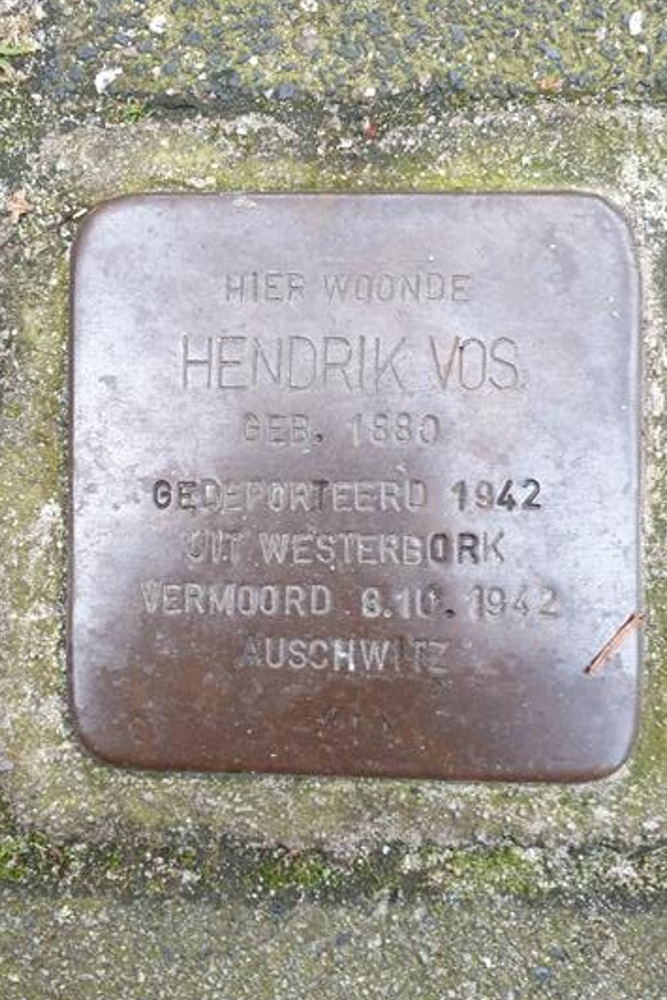 HIER WOONDE
HENDRIK VOS
GEB. 1880
GEDEPORTEERD 1942
UIT WESTERBORK
VERMOORD 8.10.1942
AUSCHWITZ